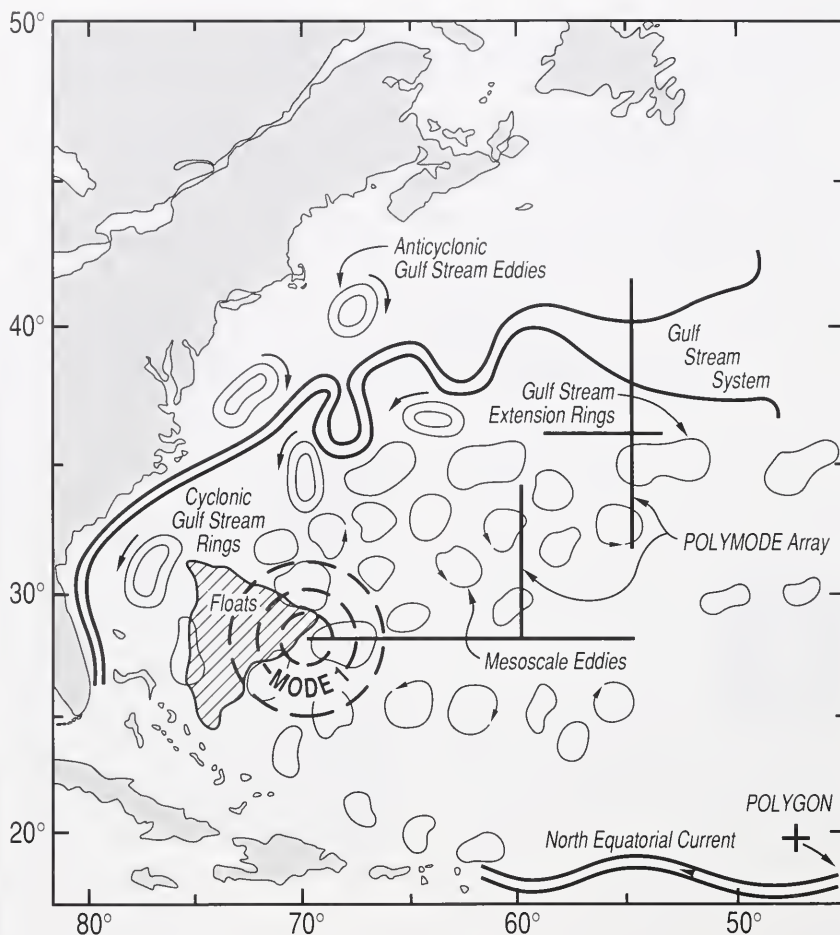 50°
Anticyclonic
Gulf Stream Eddies
40°
Gulf
Stream
System
Gulf Stream
Extension Rings
Cyclonic
Gulf Stream
Rings
POLYMODE Array
30°
Floats
Mesoscale Eddies
MODE 1
20°
POLYGON
North Equatorial Current
80°
70°
60°
50°